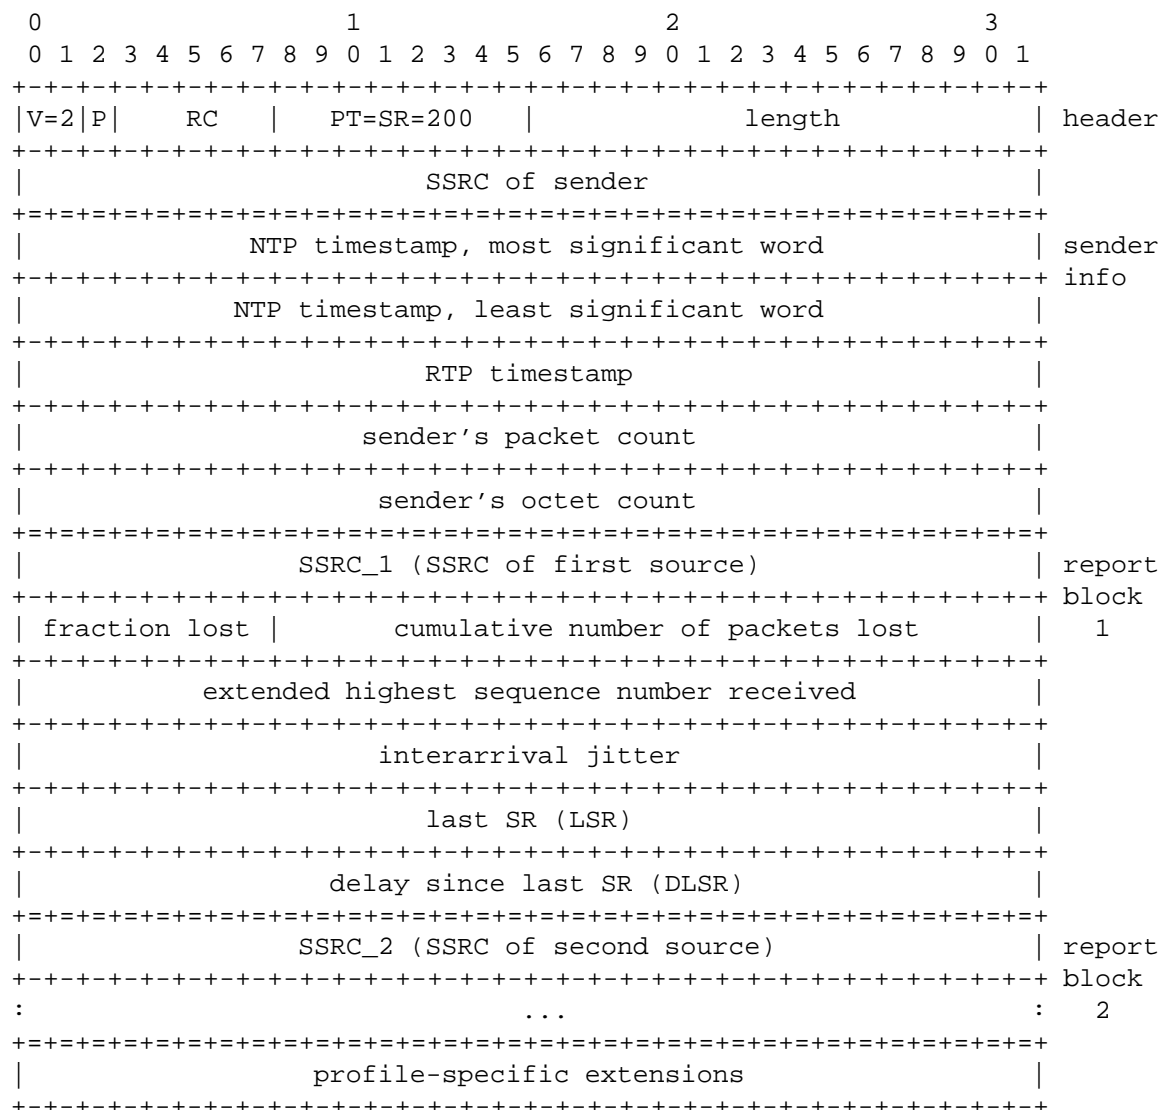 0                   1                   2                   3
 0 1 2 3 4 5 6 7 8 9 0 1 2 3 4 5 6 7 8 9 0 1 2 3 4 5 6 7 8 9 0 1
+-+-+-+-+-+-+-+-+-+-+-+-+-+-+-+-+-+-+-+-+-+-+-+-+-+-+-+-+-+-+-+-+
|V=2|P|    RC   |   PT=SR=200   |             length            | header
+-+-+-+-+-+-+-+-+-+-+-+-+-+-+-+-+-+-+-+-+-+-+-+-+-+-+-+-+-+-+-+-+
|                         SSRC of sender                        |
+=+=+=+=+=+=+=+=+=+=+=+=+=+=+=+=+=+=+=+=+=+=+=+=+=+=+=+=+=+=+=+=+
|              NTP timestamp, most significant word             | sender
+-+-+-+-+-+-+-+-+-+-+-+-+-+-+-+-+-+-+-+-+-+-+-+-+-+-+-+-+-+-+-+-+ info
|             NTP timestamp, least significant word             |
+-+-+-+-+-+-+-+-+-+-+-+-+-+-+-+-+-+-+-+-+-+-+-+-+-+-+-+-+-+-+-+-+
|                         RTP timestamp                         |
+-+-+-+-+-+-+-+-+-+-+-+-+-+-+-+-+-+-+-+-+-+-+-+-+-+-+-+-+-+-+-+-+
|                     sender’s packet count                     |
+-+-+-+-+-+-+-+-+-+-+-+-+-+-+-+-+-+-+-+-+-+-+-+-+-+-+-+-+-+-+-+-+
|                      sender’s octet count                     |
+=+=+=+=+=+=+=+=+=+=+=+=+=+=+=+=+=+=+=+=+=+=+=+=+=+=+=+=+=+=+=+=+
|                 SSRC_1 (SSRC of first source)                 | report
+-+-+-+-+-+-+-+-+-+-+-+-+-+-+-+-+-+-+-+-+-+-+-+-+-+-+-+-+-+-+-+-+ block
| fraction lost |       cumulative number of packets lost       |   1
+-+-+-+-+-+-+-+-+-+-+-+-+-+-+-+-+-+-+-+-+-+-+-+-+-+-+-+-+-+-+-+-+
|           extended highest sequence number received           |
+-+-+-+-+-+-+-+-+-+-+-+-+-+-+-+-+-+-+-+-+-+-+-+-+-+-+-+-+-+-+-+-+
|                      interarrival jitter                      |
+-+-+-+-+-+-+-+-+-+-+-+-+-+-+-+-+-+-+-+-+-+-+-+-+-+-+-+-+-+-+-+-+
|                         last SR (LSR)                         |
+-+-+-+-+-+-+-+-+-+-+-+-+-+-+-+-+-+-+-+-+-+-+-+-+-+-+-+-+-+-+-+-+
|                   delay since last SR (DLSR)                  |
+=+=+=+=+=+=+=+=+=+=+=+=+=+=+=+=+=+=+=+=+=+=+=+=+=+=+=+=+=+=+=+=+
|                 SSRC_2 (SSRC of second source)                | report
+-+-+-+-+-+-+-+-+-+-+-+-+-+-+-+-+-+-+-+-+-+-+-+-+-+-+-+-+-+-+-+-+ block
:                               ...                             :   2
+=+=+=+=+=+=+=+=+=+=+=+=+=+=+=+=+=+=+=+=+=+=+=+=+=+=+=+=+=+=+=+=+
|                  profile-specific extensions                  |
+-+-+-+-+-+-+-+-+-+-+-+-+-+-+-+-+-+-+-+-+-+-+-+-+-+-+-+-+-+-+-+-+